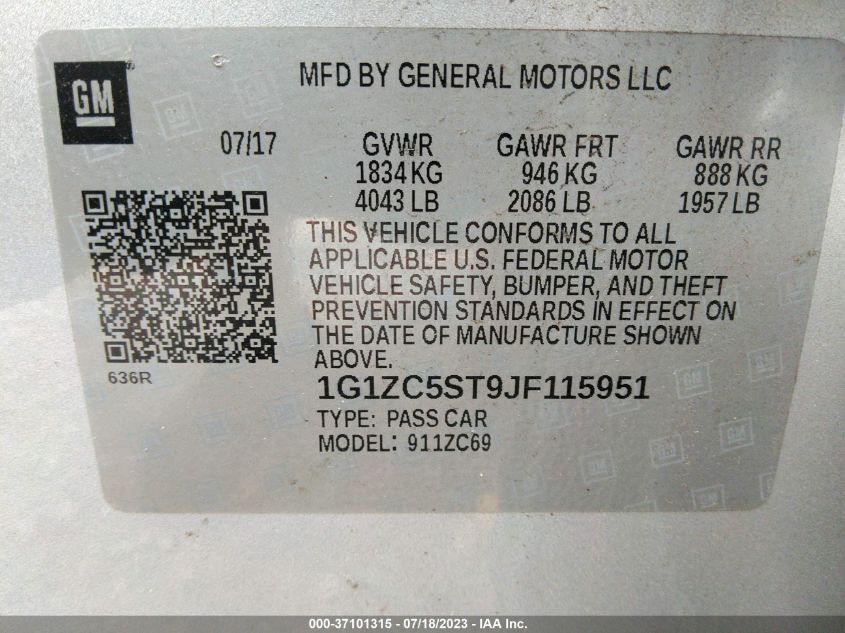 GM
MFD BY GENERAL MOTORS LLC
07/17 GVWR GAWR FRT GAWR RR
1834 KG 946 KG 888 KG
4043 LB 2086 LB 1957 LB
THIS VEHICLE CONFORMS TO ALL
APPLICABLE U.S. FEDERAL MOTOR
VEHICLE SAFETY, BUMPER, AND THEFT
PREVENTION STANDARDS IN EFFECT ON
THE DATE OF MANUFACTURE SHOWN
ABOVE.
636R
1G1ZC5ST9JF115951
TYPE: PASS CAR
MODEL: 911ZC69
000-37101315 - 07/18/2023 - IAA Inc.